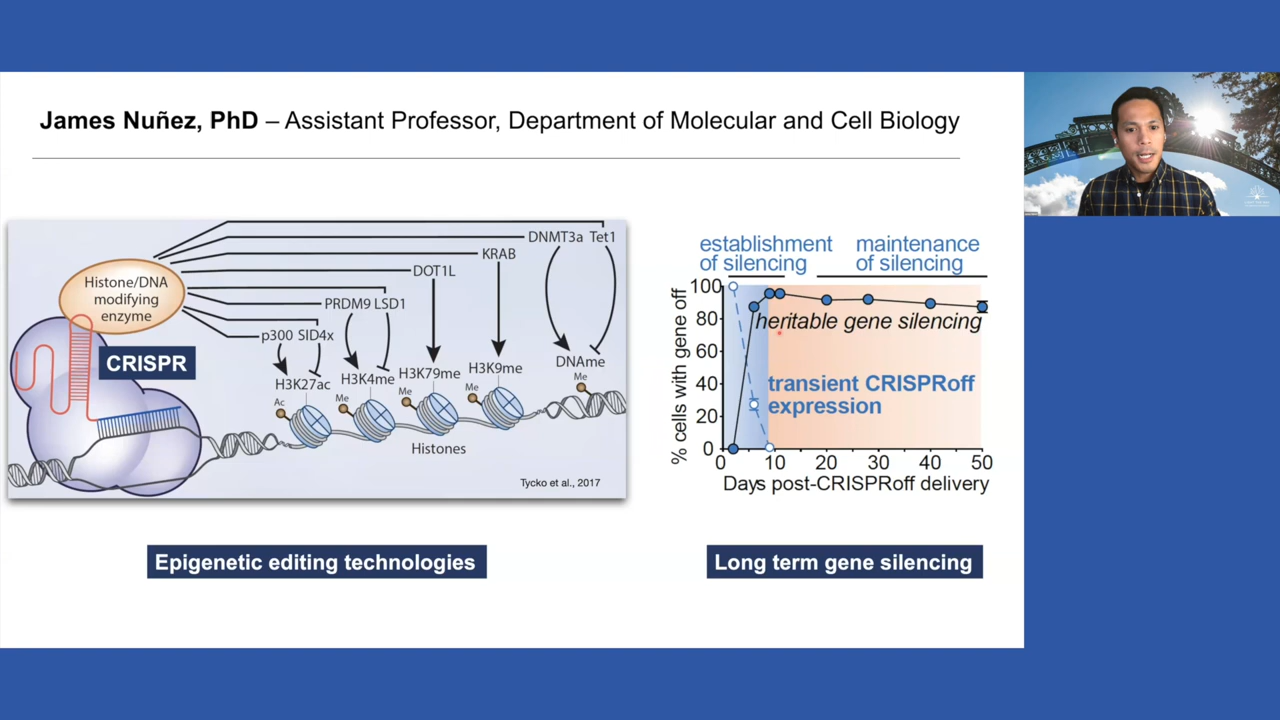 James Nuñez, PhD – Assistant Professor, Department of Molecular and Cell Biology
Histone/DNA
modifying
enzyme
CRISPR
DNMT3a Tet1
KRAB
DOT1L
PRDM9 LSD1
p300 SID4x
H3K27ac
H3K4me
H3K79me
H3K9me
DNAme
Ac
Me
Me
Me
Me
Histones
Tycko et al., 2017
Epigenetic editing technologies
establishment
of silencing
maintenance
of silencing
% cells with gene off
100
80
60
40
20
0
heritable gene silencing
transient CRISPRoff
expression
0
10
20
30
40
50
Days post-CRISPRoff delivery
Long term gene silencing